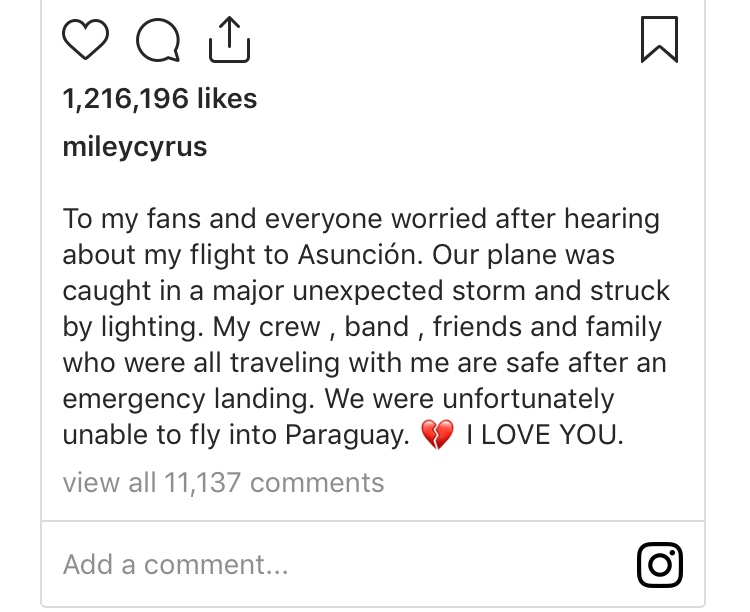 1,216,196 likes
mileycyrus
To my fans and everyone worried after hearing
about my flight to Asunción. Our plane was
caught in a major unexpected storm and struck
by lighting. My crew , band , friends and family
who were all traveling with me are safe after an
emergency landing. We were unfortunately
unable to fly into Paraguay. 💔 I LOVE YOU.
view all 11,137 comments
Add a comment...